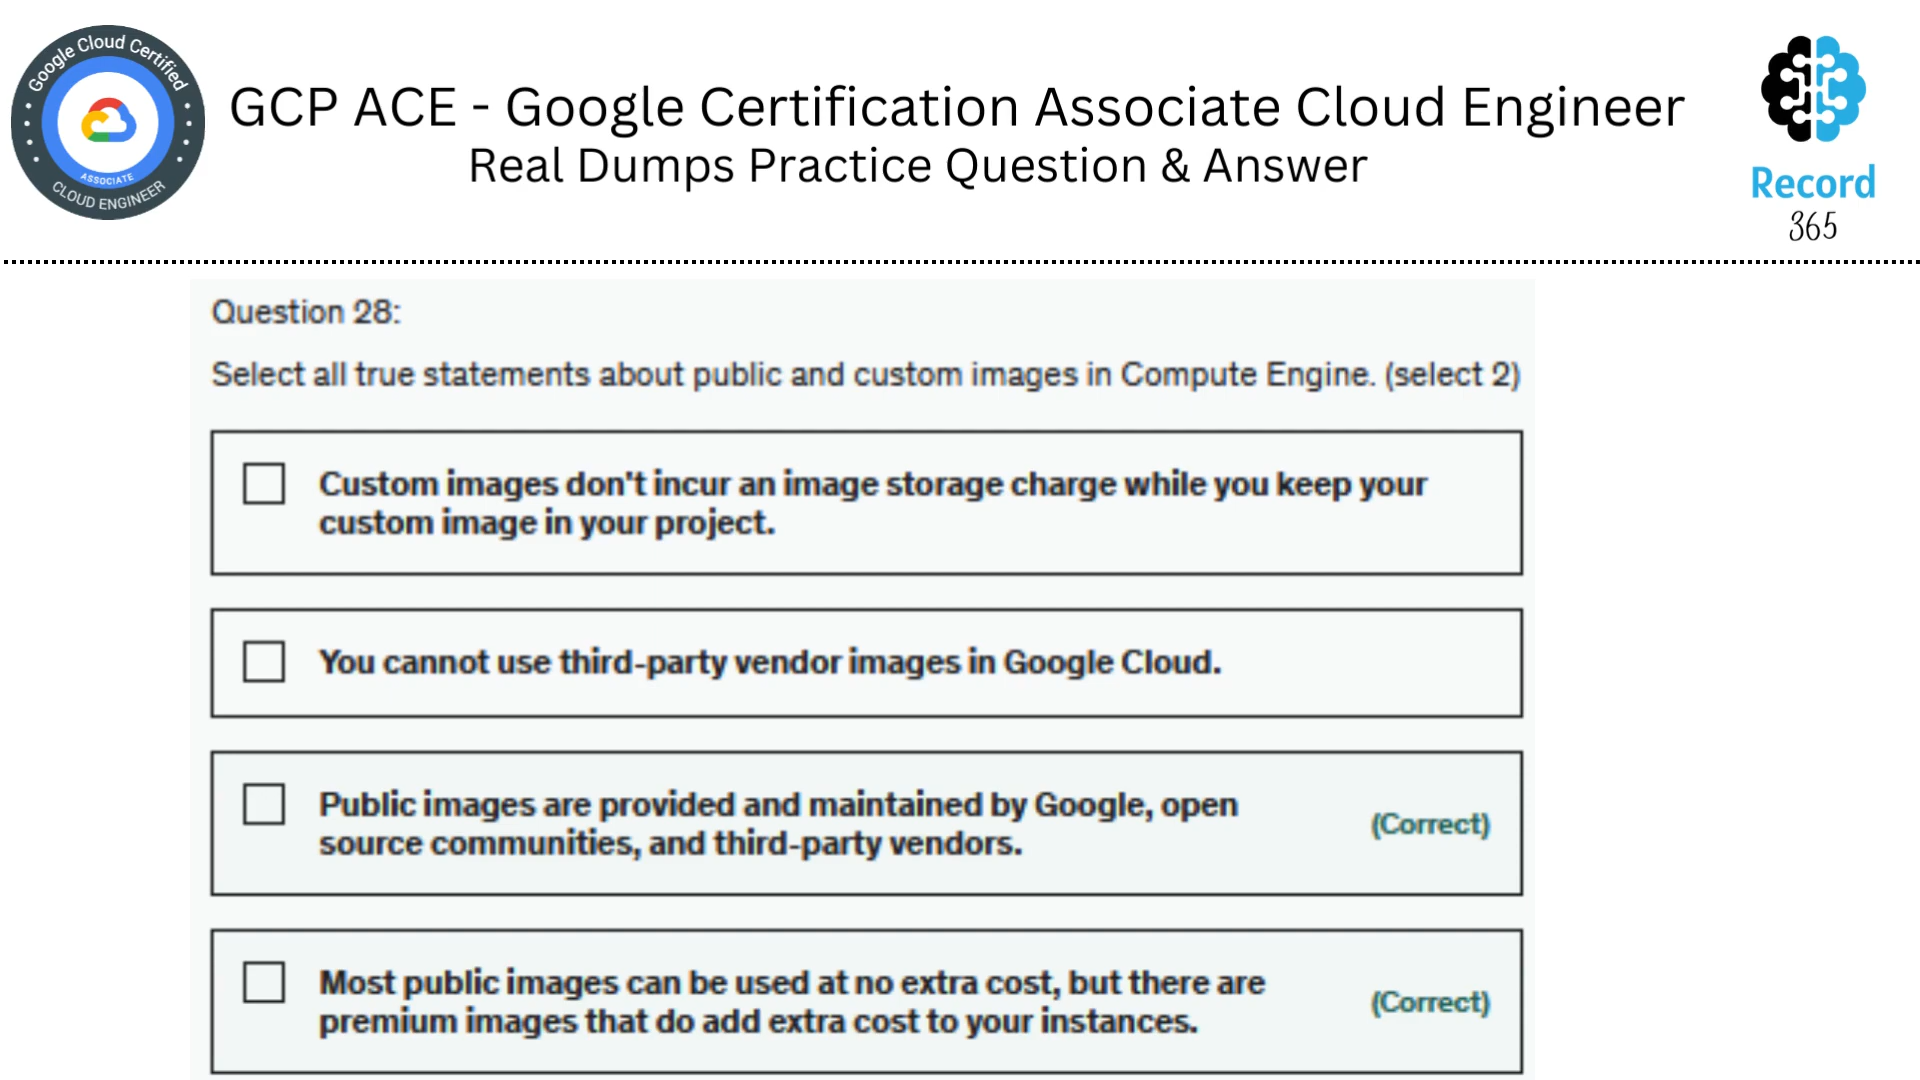 Google Cloud Certified
ASSOCIATE
CLOUD ENGINEER
GCP ACE - Google Certification Associate Cloud Engineer
Real Dumps Practice Question & Answer
Record
365
Question 28:
Select all true statements about public and custom images in Compute Engine. (select 2)
Custom images don't incur an image storage charge while you keep your
custom image in your project.
You cannot use third-party vendor images in Google Cloud.
Public images are provided and maintained by Google, open
source communities, and third-party vendors.
(Correct)
Most public images can be used at no extra cost, but there are
premium images that do add extra cost to your instances.
(Correct)